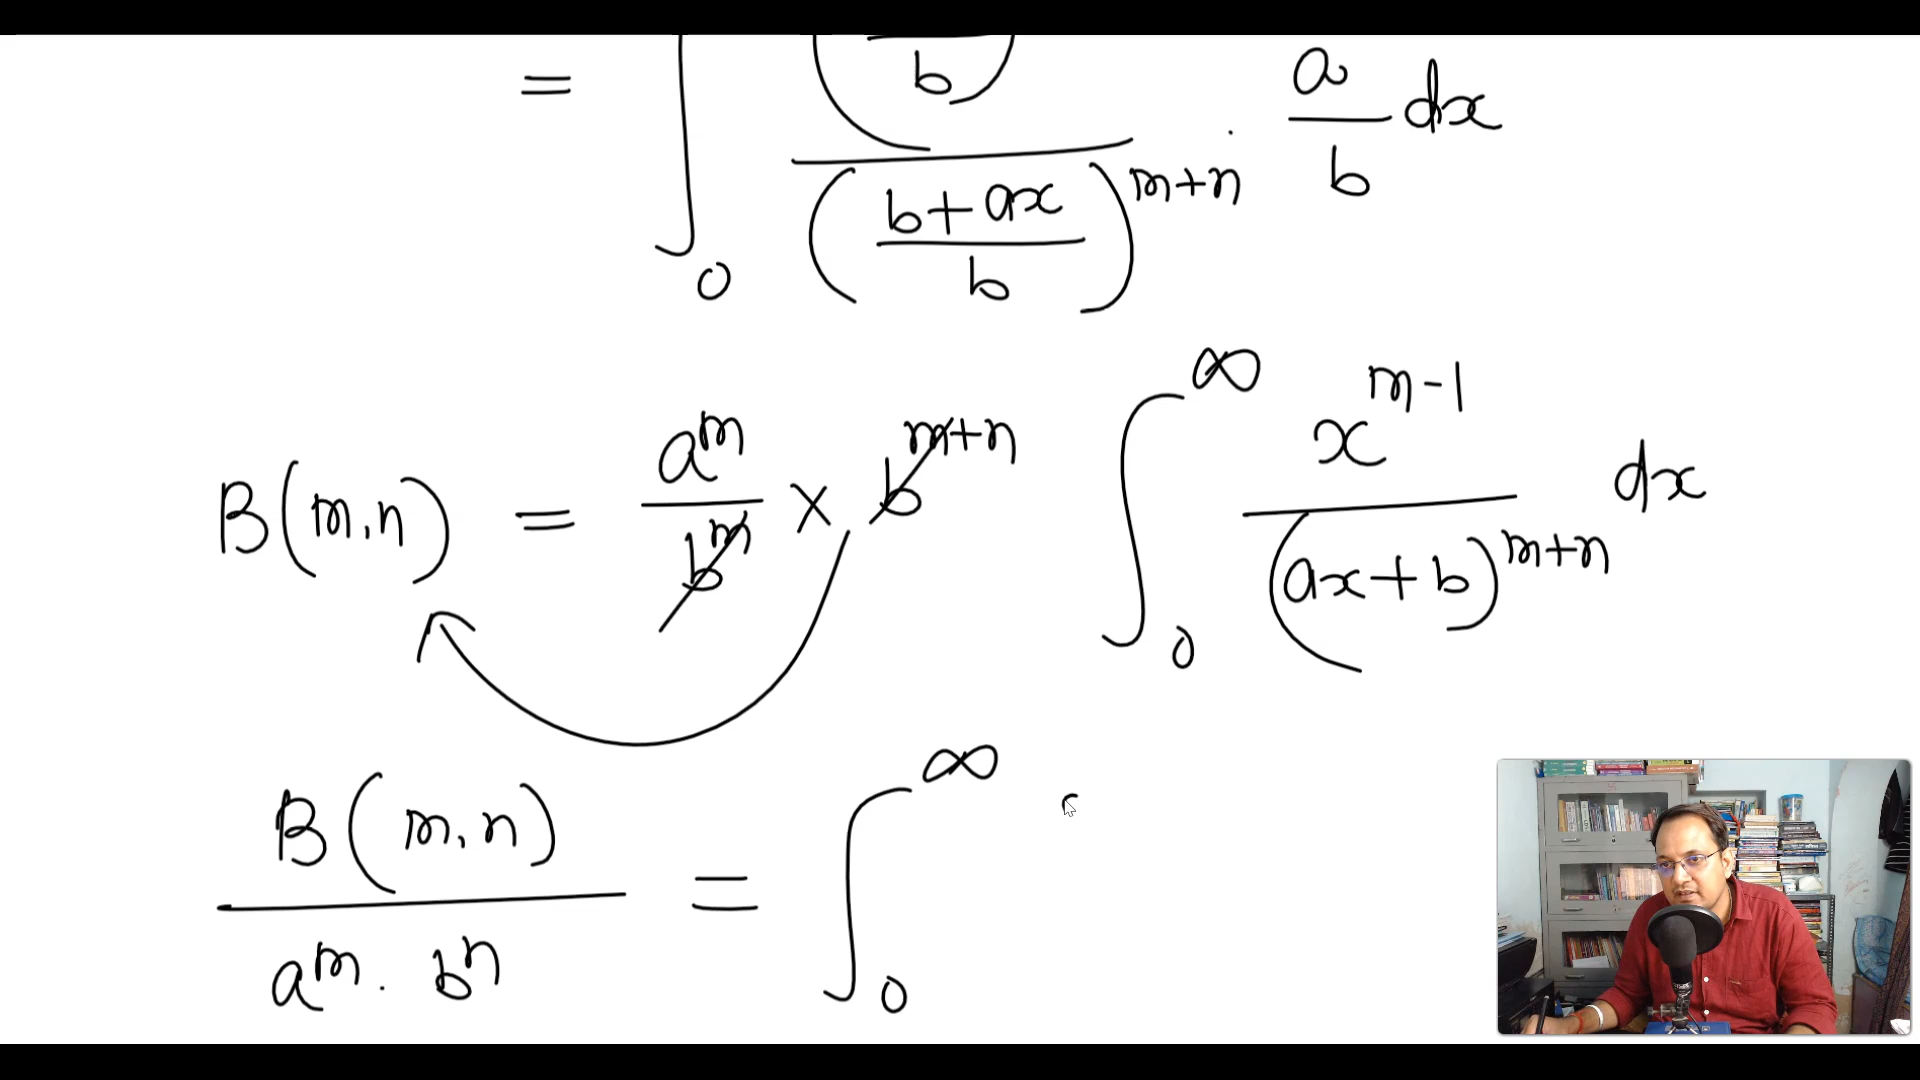 = ∫₀ (— / b) / ((b+ax)/b)^(m+n) · a/b dx
B(m,n) = a^m/b^m × b^(m+n) ∫₀^∞ x^(m-1)/(ax+b)^(m+n) dx
B(m,n)/(a^m · b^n) = ∫₀^∞